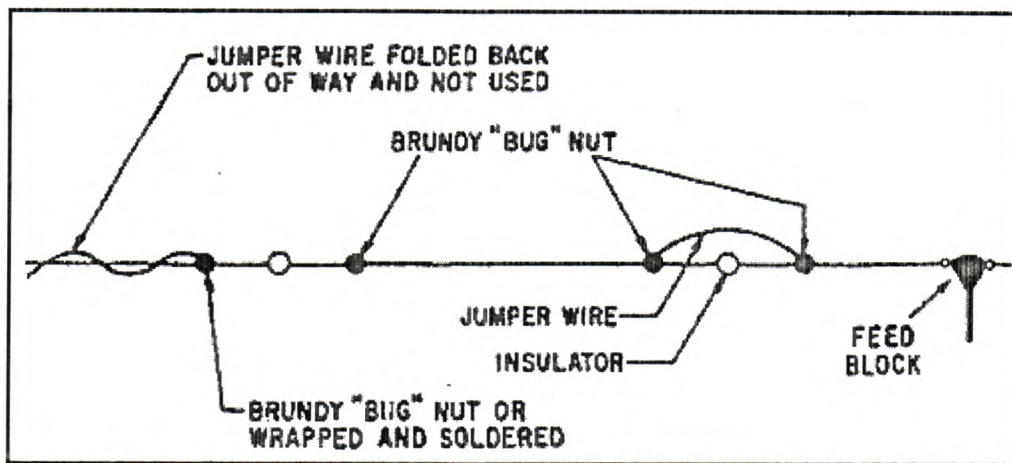 JUMPER WIRE FOLDED BACK
OUT OF WAY AND NOT USED
BRUNDY "BUG" NUT
JUMPER WIRE
INSULATOR
FEED
BLOCK
BRUNDY "BUG" NUT OR
WRAPPED AND SOLDERED